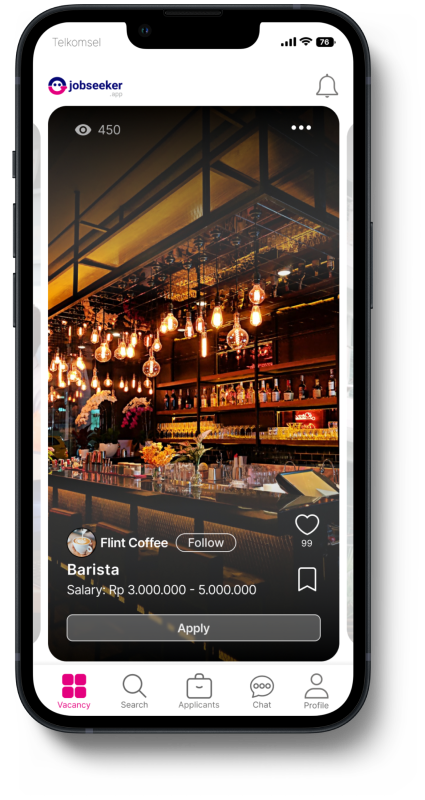 Telkomsel
76
jobseeker
.app
450
Flint Coffee
Follow
99
Barista
Salary: Rp 3.000.000 - 5.000.000
Apply
Vacancy
Search
Applicants
Chat
Profile